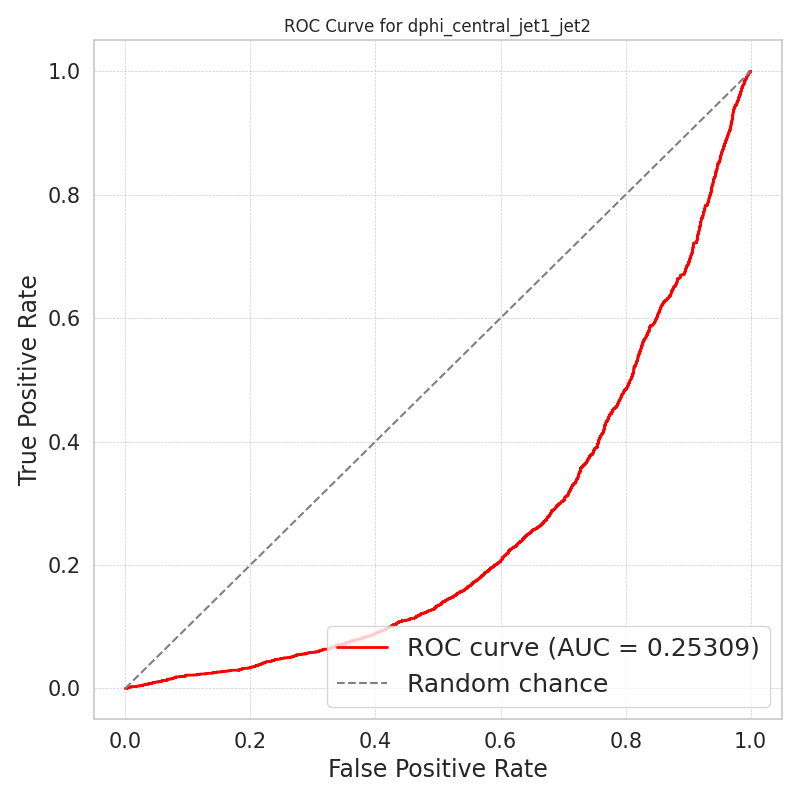 ROC Curve for dphi_central_jet1_jet2
1.0
0.8
0.6
0.4
0.2
0.0
True Positive Rate
ROC curve (AUC = 0.25309)
Random chance
0.0 0.2 0.4 0.6 0.8 1.0
False Positive Rate